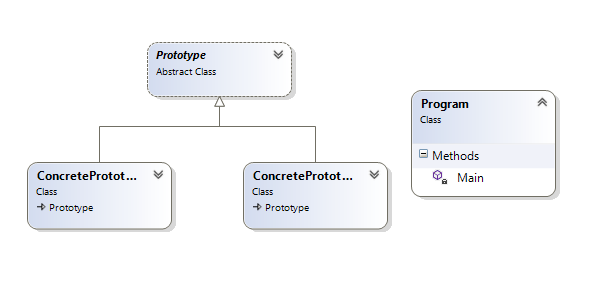 Prototype
Abstract Class
Program
Class
Methods
Main
ConcreteProtot...
Class
Prototype
ConcreteProtot...
Class
Prototype